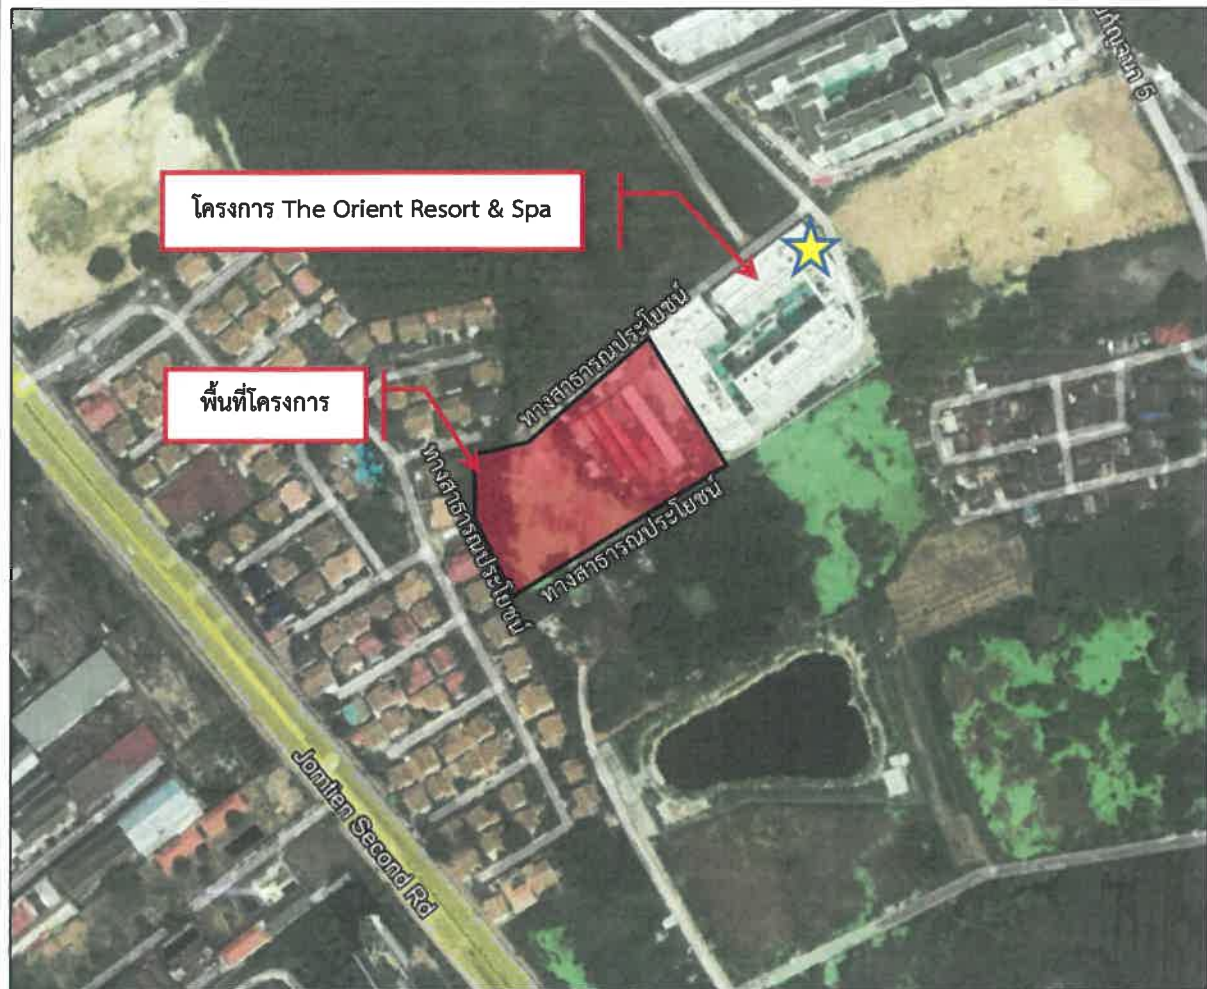 โครงการ The Orient Resort & Spa
ทางสาธารณประโยชน์
พื้นที่โครงการ
ทางสาธารณประโยชน์
ทางสาธารณประโยชน์
Jomtien Second Rd